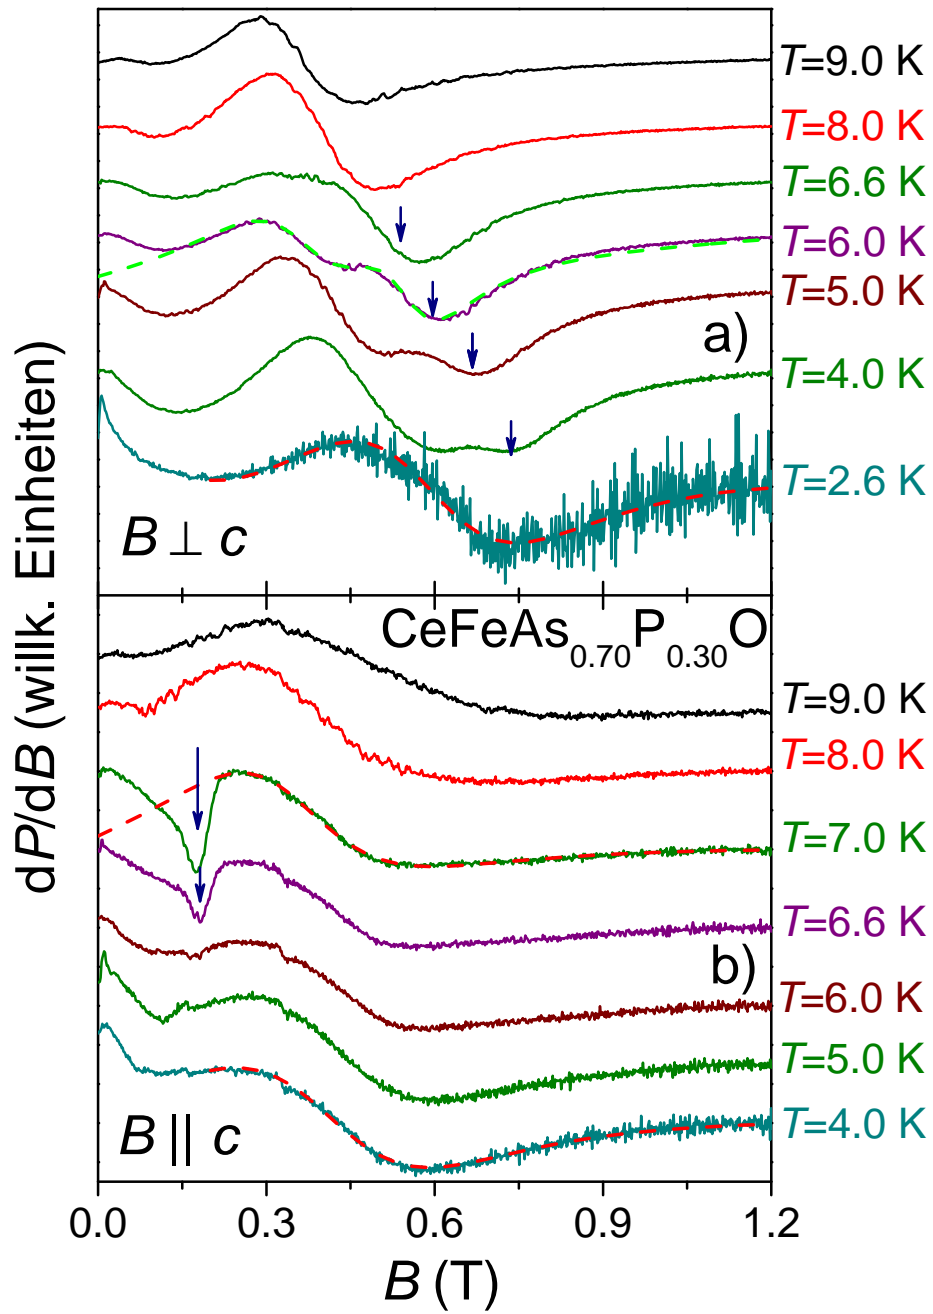 T=9.0 K
T=8.0 K
T=6.6 K
T=6.0 K
T=5.0 K
a)
T=4.0 K
T=2.6 K
B ⊥ c
dP/dB (willk. Einheiten)
CeFeAs0.70P0.30O
T=9.0 K
T=8.0 K
T=7.0 K
T=6.6 K
b)
T=6.0 K
T=5.0 K
B || c
T=4.0 K
0.0 0.3 0.6 0.9 1.2
B (T)